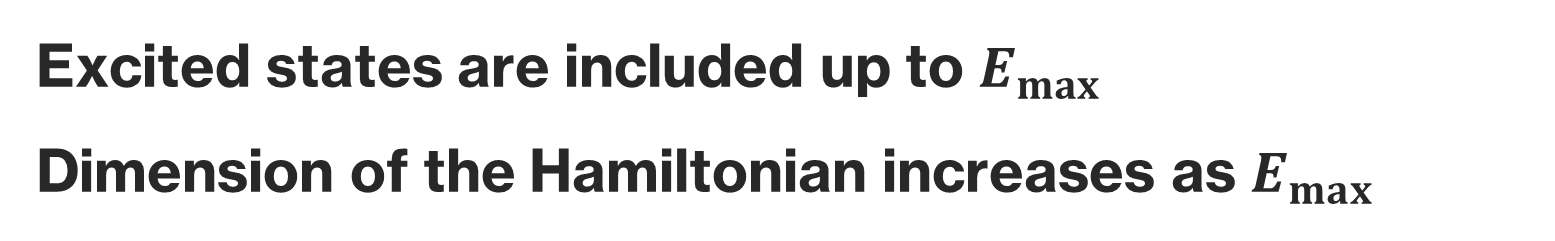 Excited states are included up to E_max
Dimension of the Hamiltonian increases as E_max